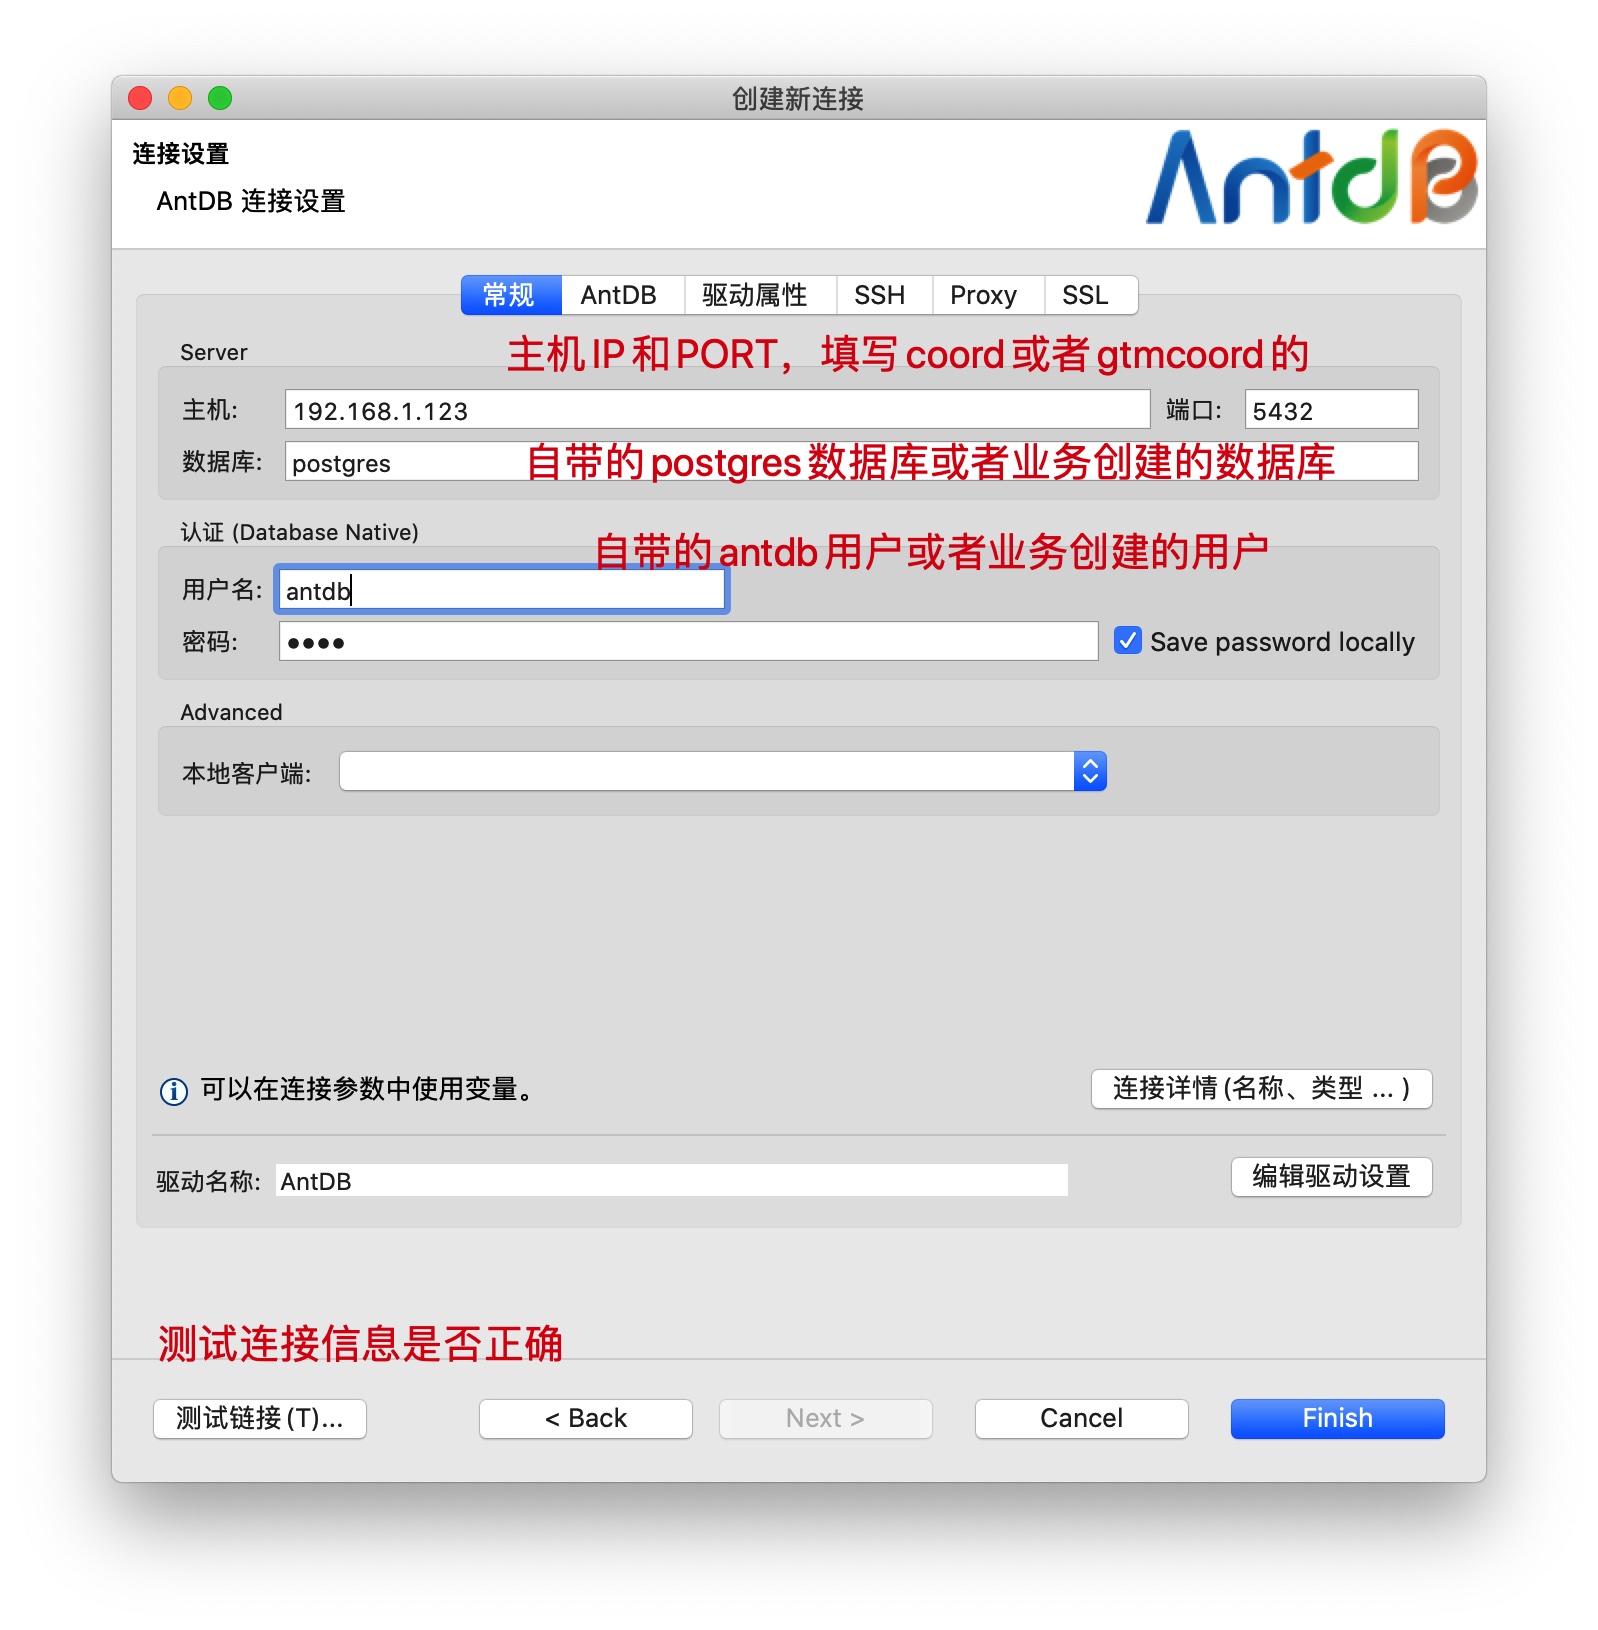 创建新连接
连接设置
AntDB 连接设置
AntDB
常规 AntDB 驱动属性 SSH Proxy SSL
主机IP和PORT，填写coord或者gtmcoord的
Server
主机: 192.168.1.123 端口: 5432
数据库: postgres 自带的postgres数据库或者业务创建的数据库
认证 (Database Native)
自带的antdb用户或者业务创建的用户
用户名: antdb
密码: ●●●● Save password locally
Advanced
本地客户端:
可以在连接参数中使用变量。 连接详情(名称、类型 ... )
驱动名称: AntDB 编辑驱动设置
测试连接信息是否正确
测试链接(T)... < Back Next > Cancel Finish